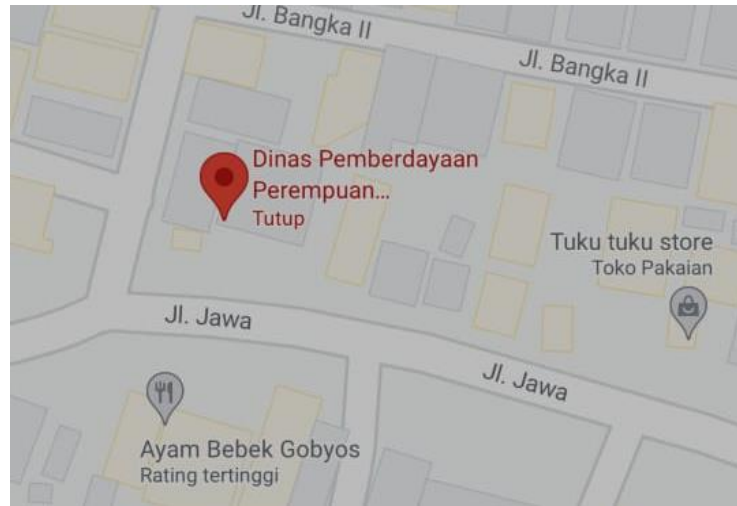 Jl. Bangka II
Jl. Bangka II
Dinas Pemberdayaan
Perempuan...
Tutup
Tuku tuku store
Toko Pakaian
Jl. Jawa
Jl. Jawa
Ayam Bebek Gobyos
Rating tertinggi